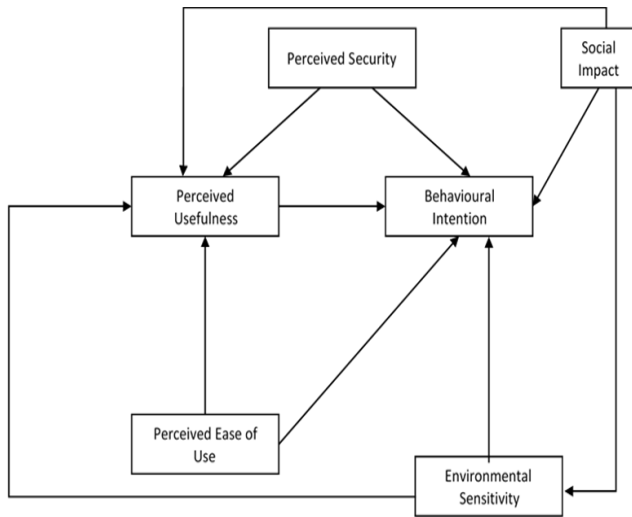 Perceived Security
Social
Impact
Perceived
Usefulness
Behavioural
Intention
Perceived Ease of
Use
Environmental
Sensitivity